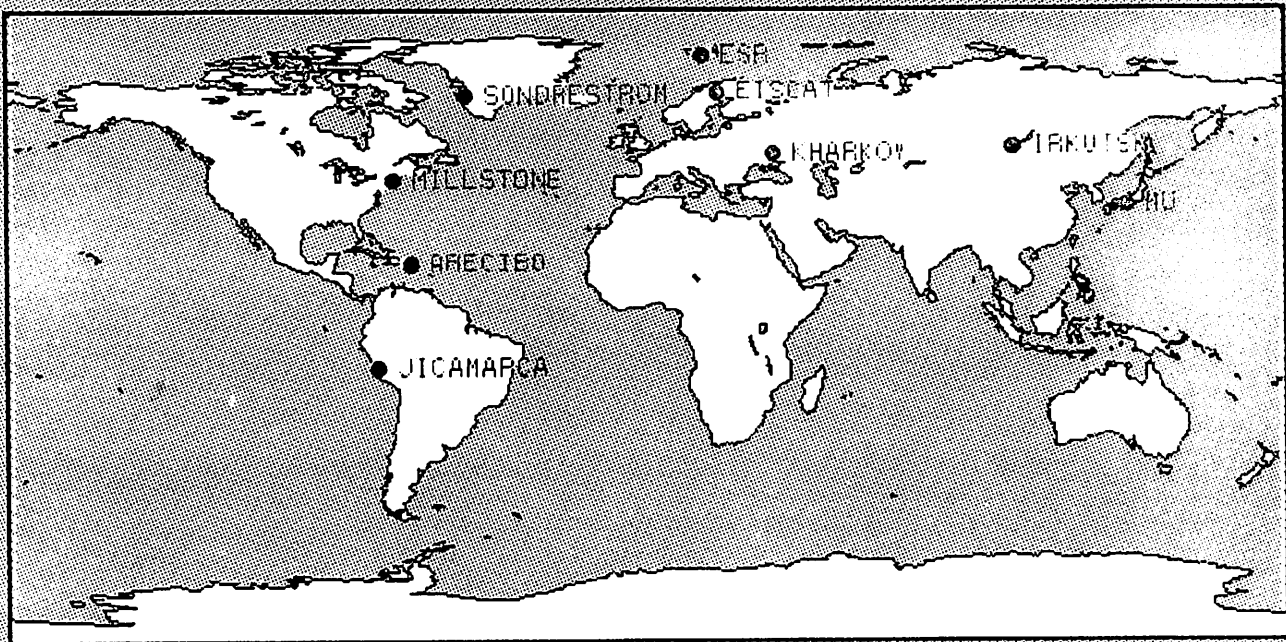 ESR
SONDRESTROM
EISCAT
KHARKOV
IRKUTSK
MILLSTONE
MU
ARECIBO
JICAMARCA